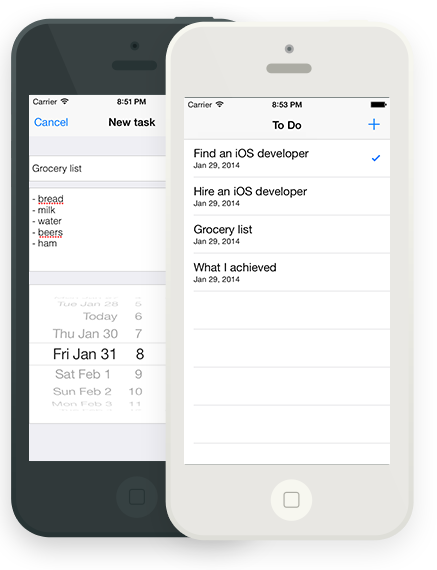 Carrier 8:51 PM
Cancel New task
Grocery list
- bread
- milk
- water
- beers
- ham
Tue Jan 28 5
Today 6
Thu Jan 30 7
Fri Jan 31 8
Sat Feb 1 9
Sun Feb 2 10
Mon Feb 3 11
Carrier 8:53 PM
To Do +
Find an iOS developer
Jan 29, 2014
Hire an iOS developer
Jan 29, 2014
Grocery list
Jan 29, 2014
What I achieved
Jan 29, 2014